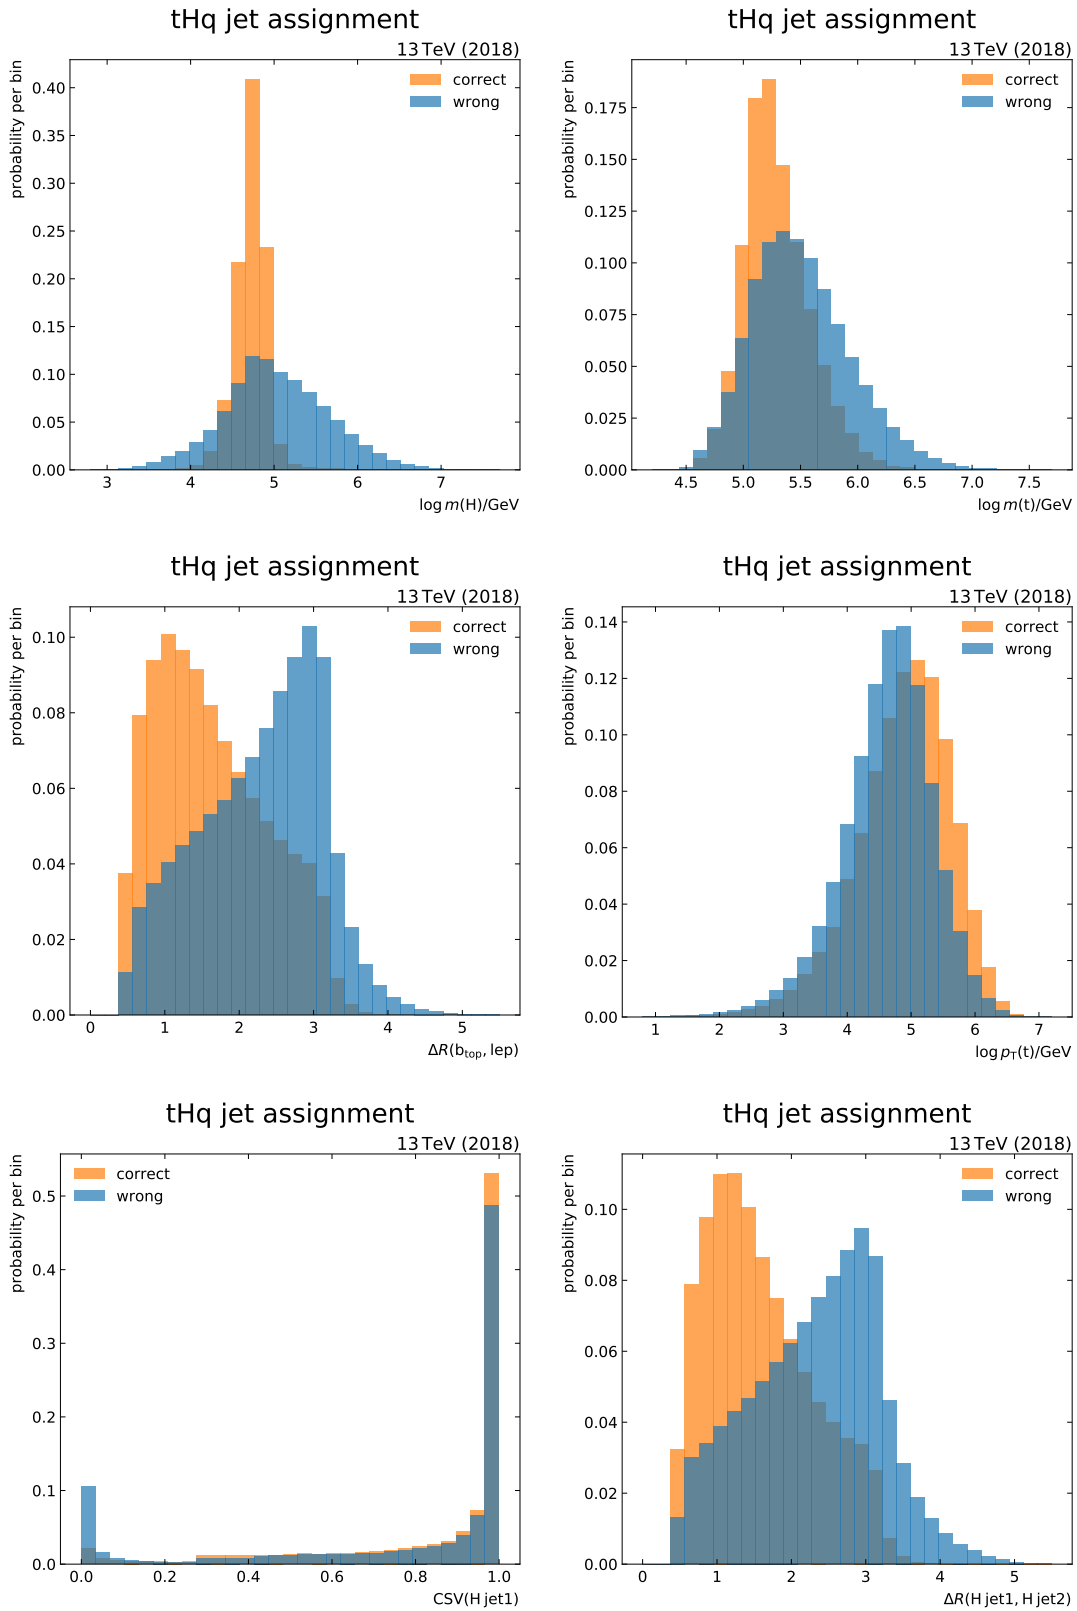 tHq jet assignment
13 TeV (2018)
probability per bin
correct
wrong
0.40
0.35
0.30
0.25
0.20
0.15
0.10
0.05
0.00
3 4 5 6 7
log m(H)/GeV
tHq jet assignment
13 TeV (2018)
probability per bin
correct
wrong
0.175
0.150
0.125
0.100
0.075
0.050
0.025
0.000
4.5 5.0 5.5 6.0 6.5 7.0 7.5
log m(t)/GeV
tHq jet assignment
13 TeV (2018)
probability per bin
correct
wrong
0.10
0.08
0.06
0.04
0.02
0.00
0 1 2 3 4 5
ΔR(b_top, lep)
tHq jet assignment
13 TeV (2018)
probability per bin
correct
wrong
0.14
0.12
0.10
0.08
0.06
0.04
0.02
0.00
1 2 3 4 5 6 7
log p_T(t)/GeV
tHq jet assignment
13 TeV (2018)
probability per bin
correct
wrong
0.5
0.4
0.3
0.2
0.1
0.0
0.0 0.2 0.4 0.6 0.8 1.0
CSV(H jet1)
tHq jet assignment
13 TeV (2018)
probability per bin
correct
wrong
0.10
0.08
0.06
0.04
0.02
0.00
0 1 2 3 4 5
ΔR(H jet1, H jet2)